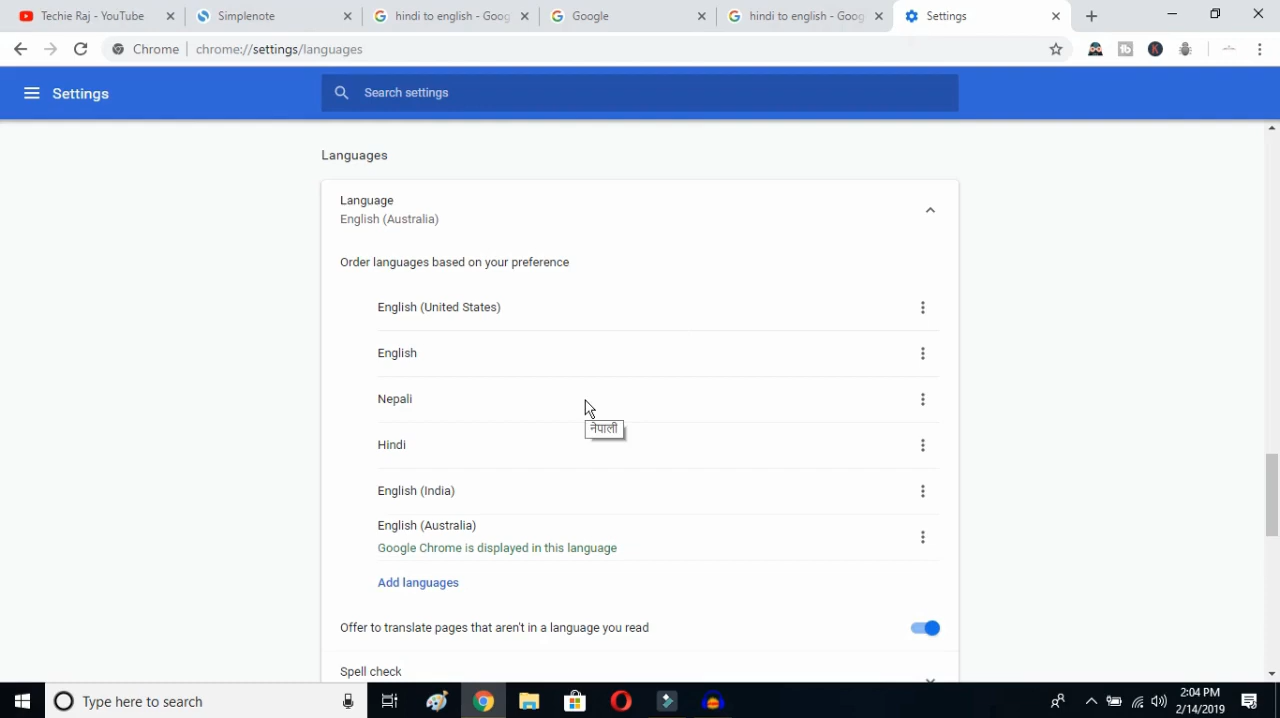 Techie Raj - YouTube
Simplenote
hindi to english - Goog
Google
hindi to english - Goog
Settings
Chrome
chrome://settings/languages
Settings
Search settings
Languages
Language
English (Australia)
Order languages based on your preference
English (United States)
English
Nepali
नेपाली
Hindi
English (India)
English (Australia)
Google Chrome is displayed in this language
Add languages
Offer to translate pages that aren't in a language you read
Spell check
Type here to search
2:04 PM
2/14/2019